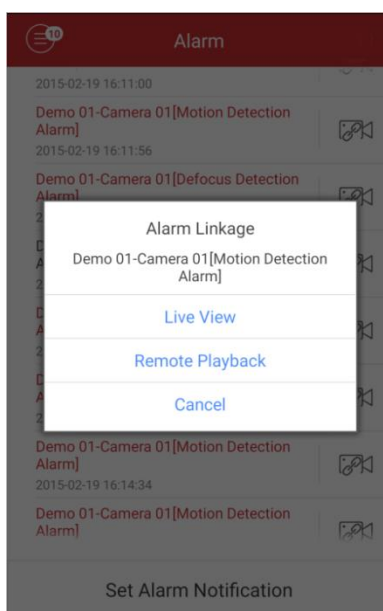 10
Alarm
2015-02-19 16:11:00
Demo 01-Camera 01[Motion Detection
Alarm]
2015-02-19 16:11:56
Demo 01-Camera 01[Defocus Detection
Alarm]
Alarm Linkage
Demo 01-Camera 01[Motion Detection
Alarm]
Live View
Remote Playback
Cancel
Demo 01-Camera 01[Motion Detection
Alarm]
2015-02-19 16:14:34
Demo 01-Camera 01[Motion Detection
Alarm]
Set Alarm Notification